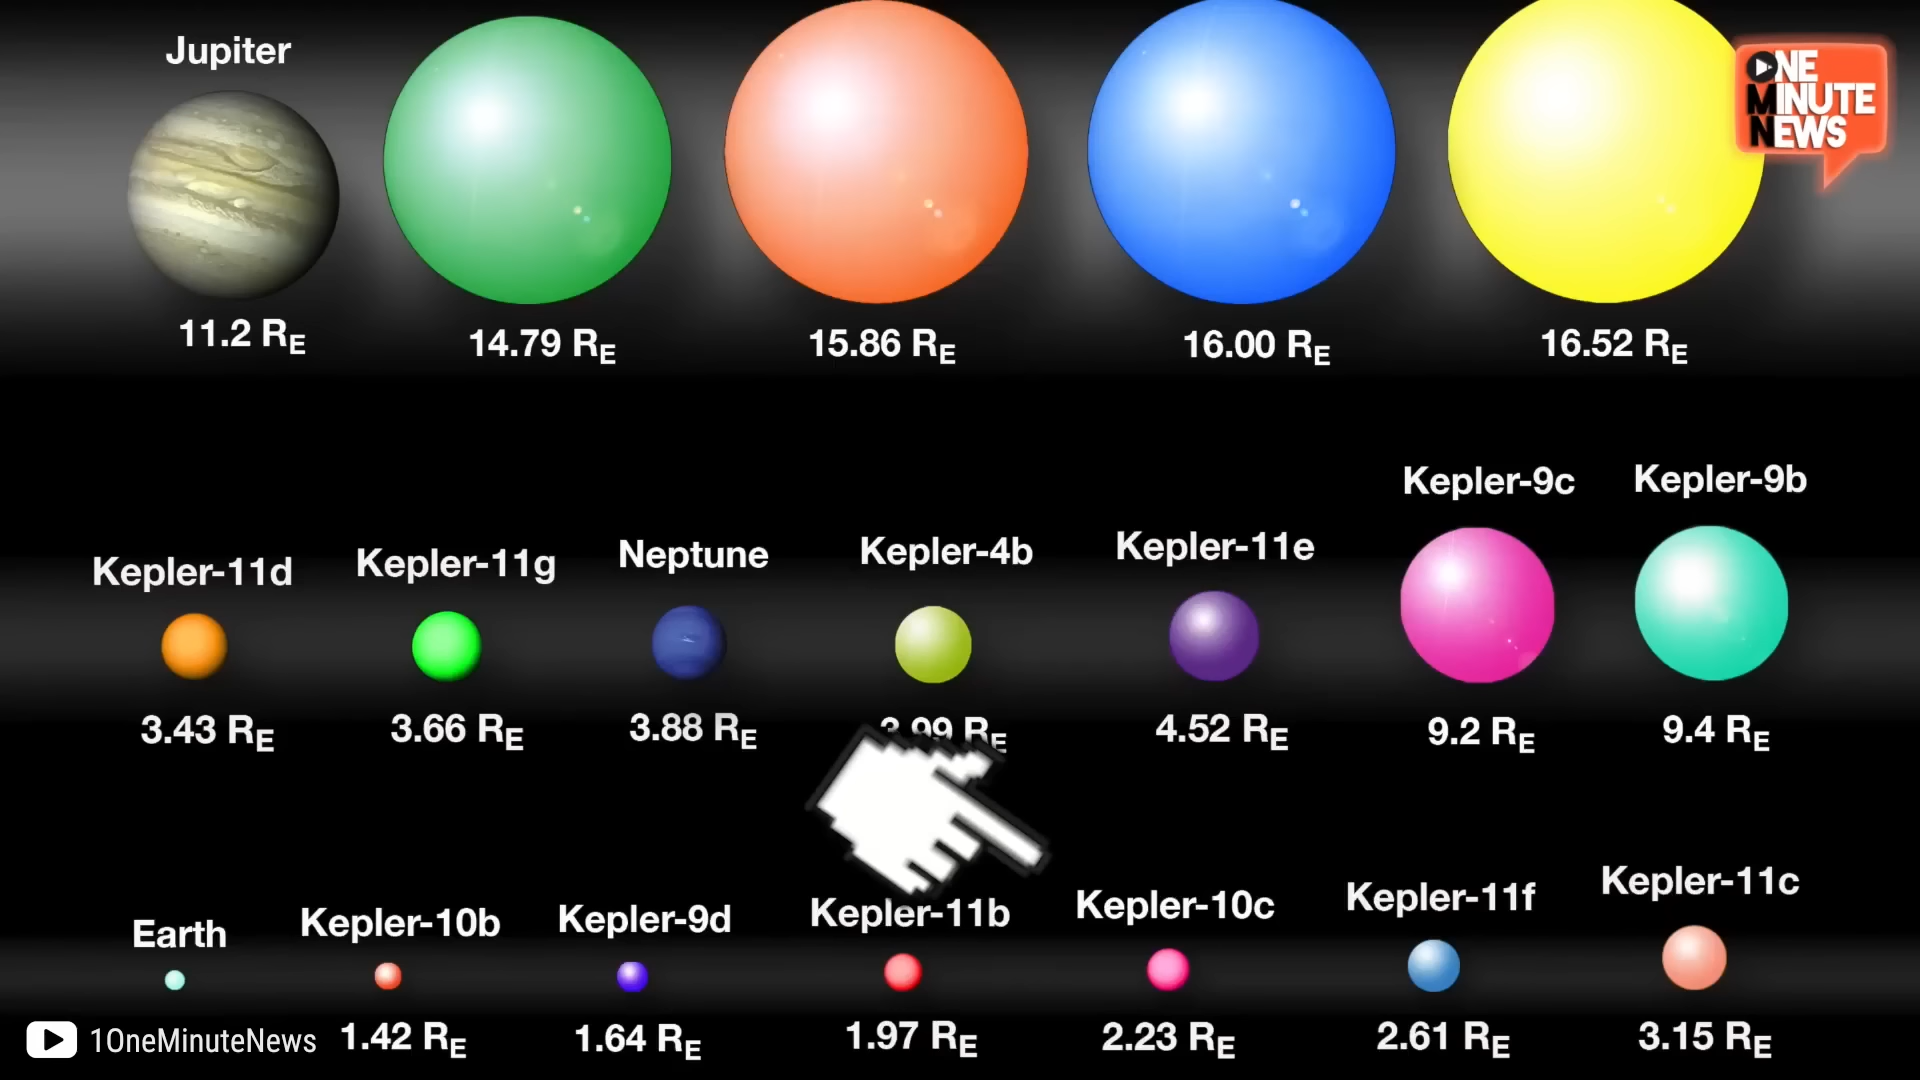 Jupiter
ONE
MINUTE
NEWS
11.2 RE
14.79 RE
15.86 RE
16.00 RE
16.52 RE
Kepler-11d
Kepler-11g
Neptune
Kepler-4b
Kepler-11e
Kepler-9c
Kepler-9b
3.43 RE
3.66 RE
3.88 RE
3.99 RE
4.52 RE
9.2 RE
9.4 RE
Earth
Kepler-10b
Kepler-9d
Kepler-11b
Kepler-10c
Kepler-11f
Kepler-11c
1OneMinuteNews
1.42 RE
1.64 RE
1.97 RE
2.23 RE
2.61 RE
3.15 RE